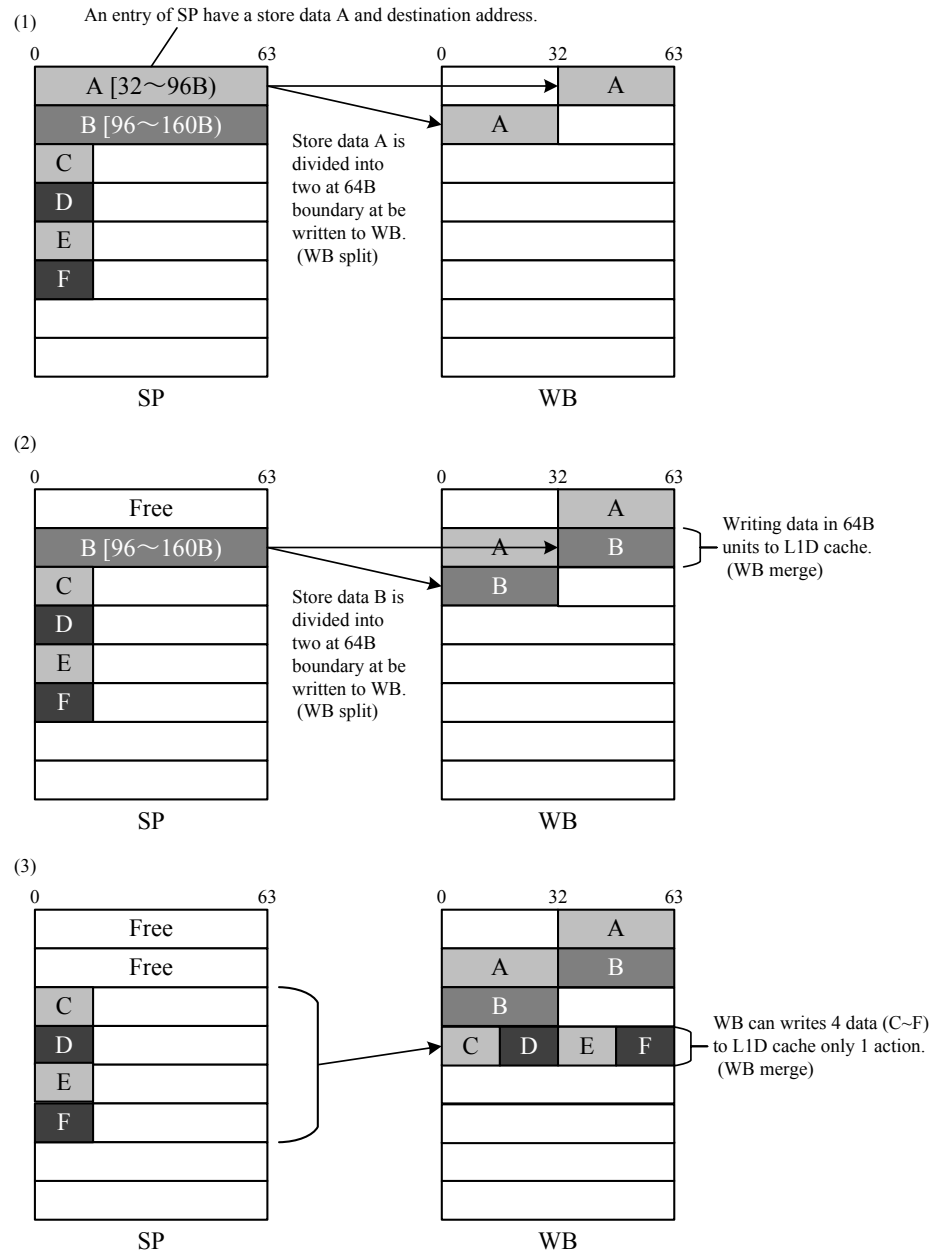 An entry of SP have a store data A and destination address.
(1)
0 63 0 32 63
A [32～96B) A
B [96～160B) A
Store data A is
divided into
two at 64B
boundary at be
written to WB.
(WB split)
C
D
E
F
SP WB
(2)
0 63 0 32 63
Free A
B [96～160B) A B
Writing data in 64B
units to L1D cache.
(WB merge)
C B
Store data B is
divided into
two at 64B
boundary at be
written to WB.
(WB split)
D
E
F
SP WB
(3)
0 63 0 32 63
Free A
Free A B
C B
D C D E F
WB can writes 4 data (C~F)
to L1D cache only 1 action.
(WB merge)
E
F
SP WB